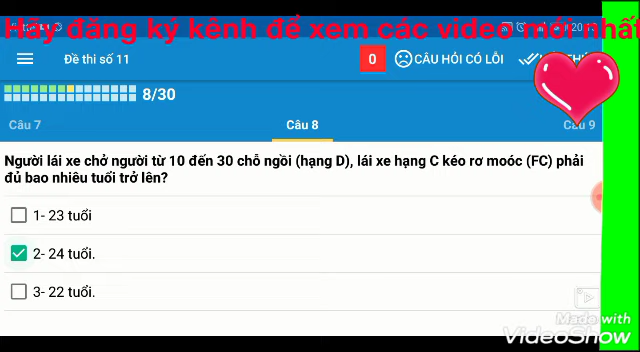 Hãy đăng ký kênh để xem các video mới nhất
Đề thi số 11
0
CÂU HỎI CÓ LỖI
8/30
Câu 7
Câu 8
Câu 9
Người lái xe chở người từ 10 đến 30 chỗ ngồi (hạng D), lái xe hạng C kéo rơ moóc (FC) phải
đủ bao nhiêu tuổi trở lên?
1- 23 tuổi
2- 24 tuổi.
3- 22 tuổi.
Made with
VideoShow